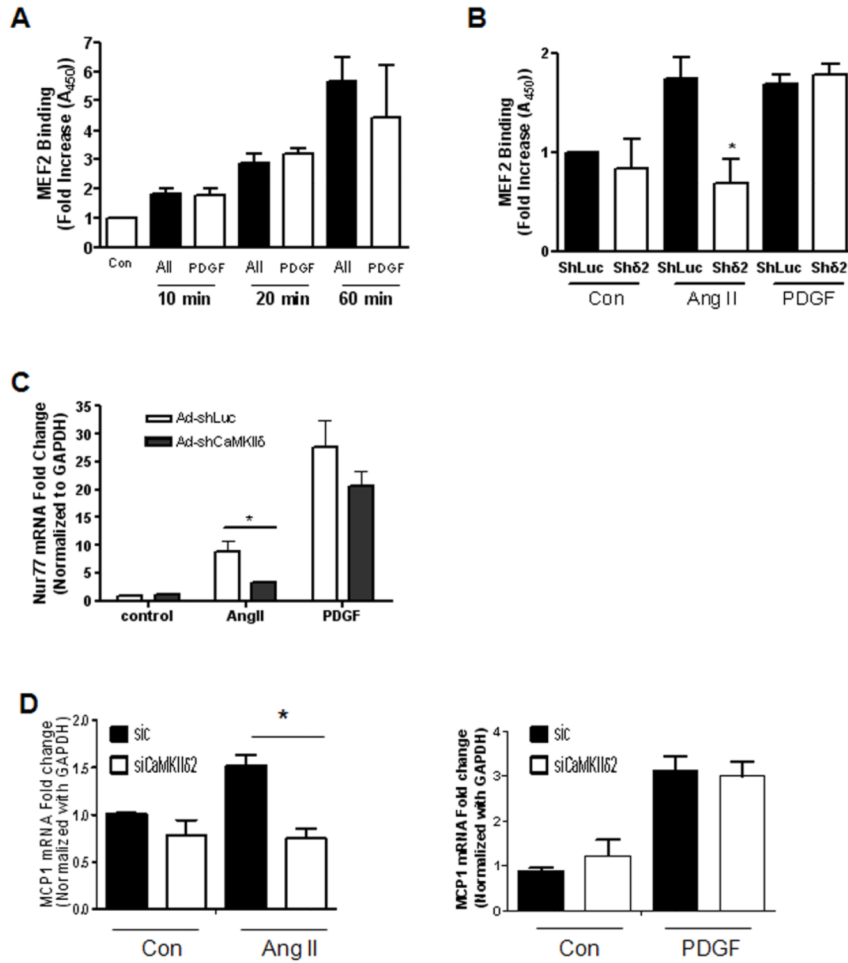 A
MEF2 Binding
(Fold Increase (A450))
7
6
5
4
3
2
1
0
Con
AII PDGF AII PDGF AII PDGF
10 min 20 min 60 min
B
MEF2 Binding
(Fold Increase (A450))
2
1
0
*
ShLuc Shδ2 ShLuc Shδ2 ShLuc Shδ2
Con Ang II PDGF
C
Nur77 mRNA Fold Change
(Normalized to GAPDH)
35
30
25
20
15
10
5
0
Ad-shLuc
Ad-shCaMKIIδ
*
control AngII PDGF
D
MCP1 mRNA Fold change
(Normalized with GAPDH)
2.0
1.5
1.0
0.5
0.0
sic
siCaMKIIδ2
*
Con Ang II
MCP1 mRNA Fold change
(Normalized with GAPDH)
4
3
2
1
0
sic
siCaMKIIδ2
Con PDGF